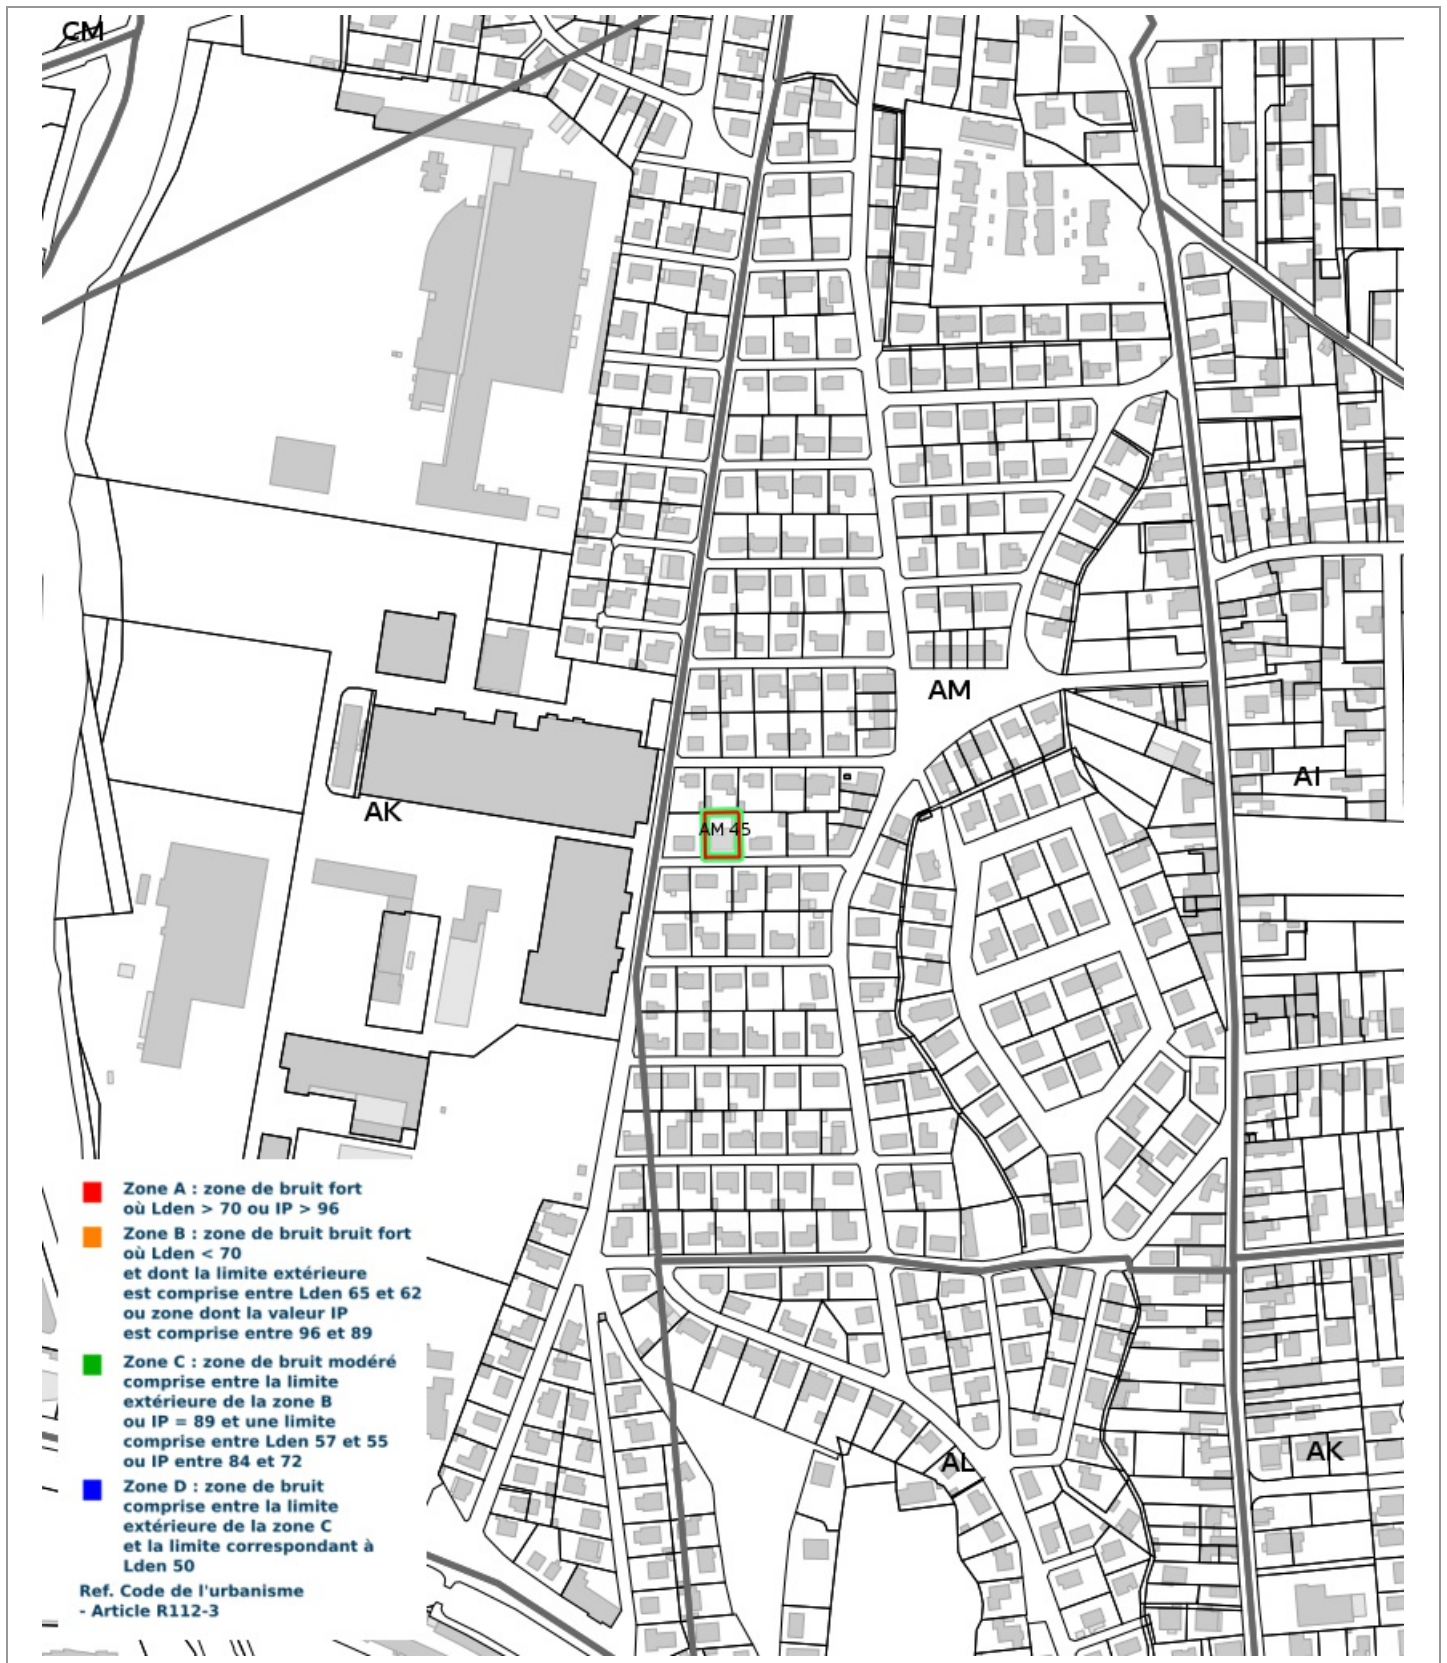 CM
AM
AI
AK
AM 45
Zone A : zone de bruit fort
où Lden > 70 ou IP > 96
Zone B : zone de bruit bruit fort
où Lden < 70
et dont la limite extérieure
est comprise entre Lden 65 et 62
ou zone dont la valeur IP
est comprise entre 96 et 89
Zone C : zone de bruit modéré
comprise entre la limite
extérieure de la zone B
ou IP = 89 et une limite
comprise entre Lden 57 et 55
ou IP entre 84 et 72
Zone D : zone de bruit
comprise entre la limite
extérieure de la zone C
et la limite correspondant à
Lden 50
Ref. Code de l'urbanisme
- Article R112-3
AK
AL